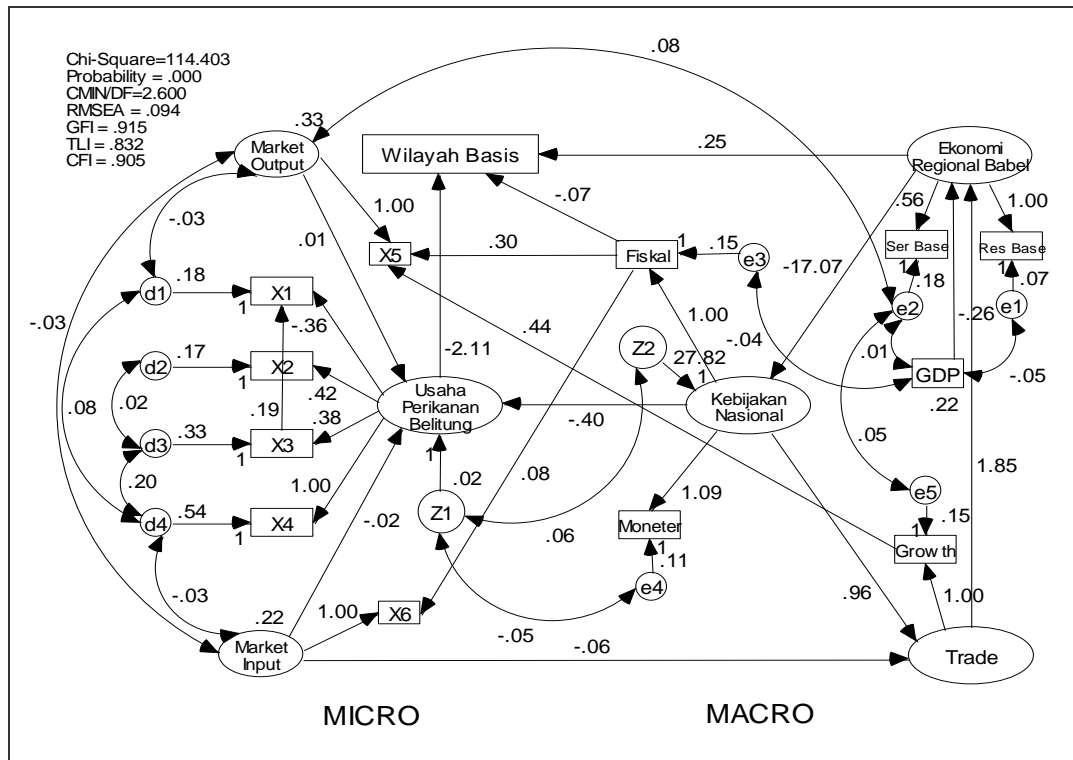 Chi-Square=114.403
Probability = .000
CMIN/DF=2.600
RMSEA = .094
GFI = .915
TLI = .832
CFI = .905
.08
.33
Market
Output
Wilayah Basis
.25
Ekonomi
Regional Babel
-.03
1.00
-.07
.56
1.00
.01
X5
.30
Fiskal
1
.15
e3
-17.07
Ser Base
Res Base
d1
.18
1
X1
1
.18
e2
1
.07
e1
-.03
-.36
.44
-.04
-.26
d2
.17
1
X2
-2.11
Z2
1.00
27.82
1
.01
GDP
-.05
.22
.02
.42
Usaha
Perikanan
Belitung
Kebijakan
Nasional
.08
.19
.38
-.40
d3
.33
1
X3
1
.05
1.85
.20
1.00
.02
.08
1.09
e5
d4
.54
1
X4
-.02
Z1
.06
Moneter
1
.11
e4
.15
1
Growth
-.03
.22
1.00
X6
-.05
.96
1.00
Market
Input
-.06
Trade
MICRO
MACRO